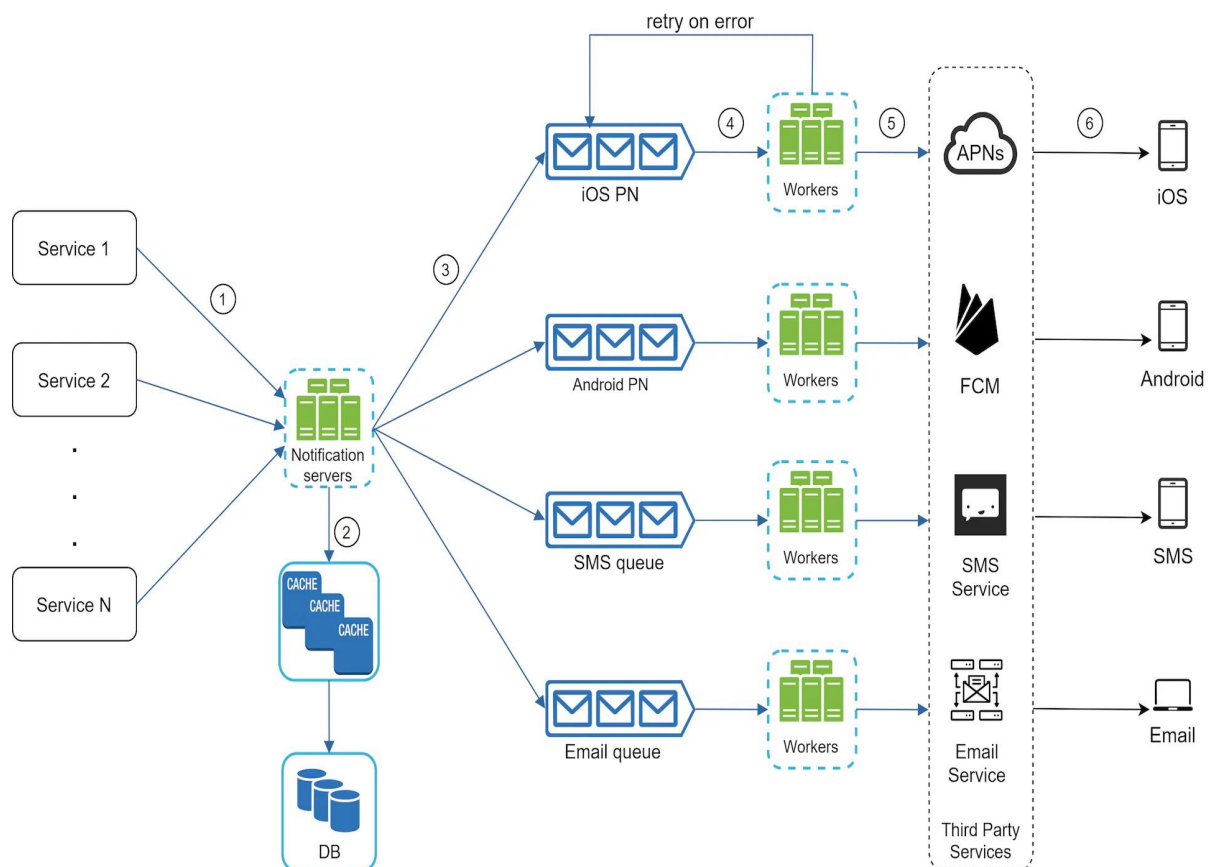 retry on error
4
5
6
APNs
iOS PN
Workers
iOS
Service 1
3
1
Service 2
Android PN
Workers
FCM
Android
.
.
.
Notification
servers
2
SMS queue
Workers
SMS
Service
SMS
Service N
CACHE
CACHE
CACHE
Email queue
Workers
Email
Service
Email
DB
Third Party
Services